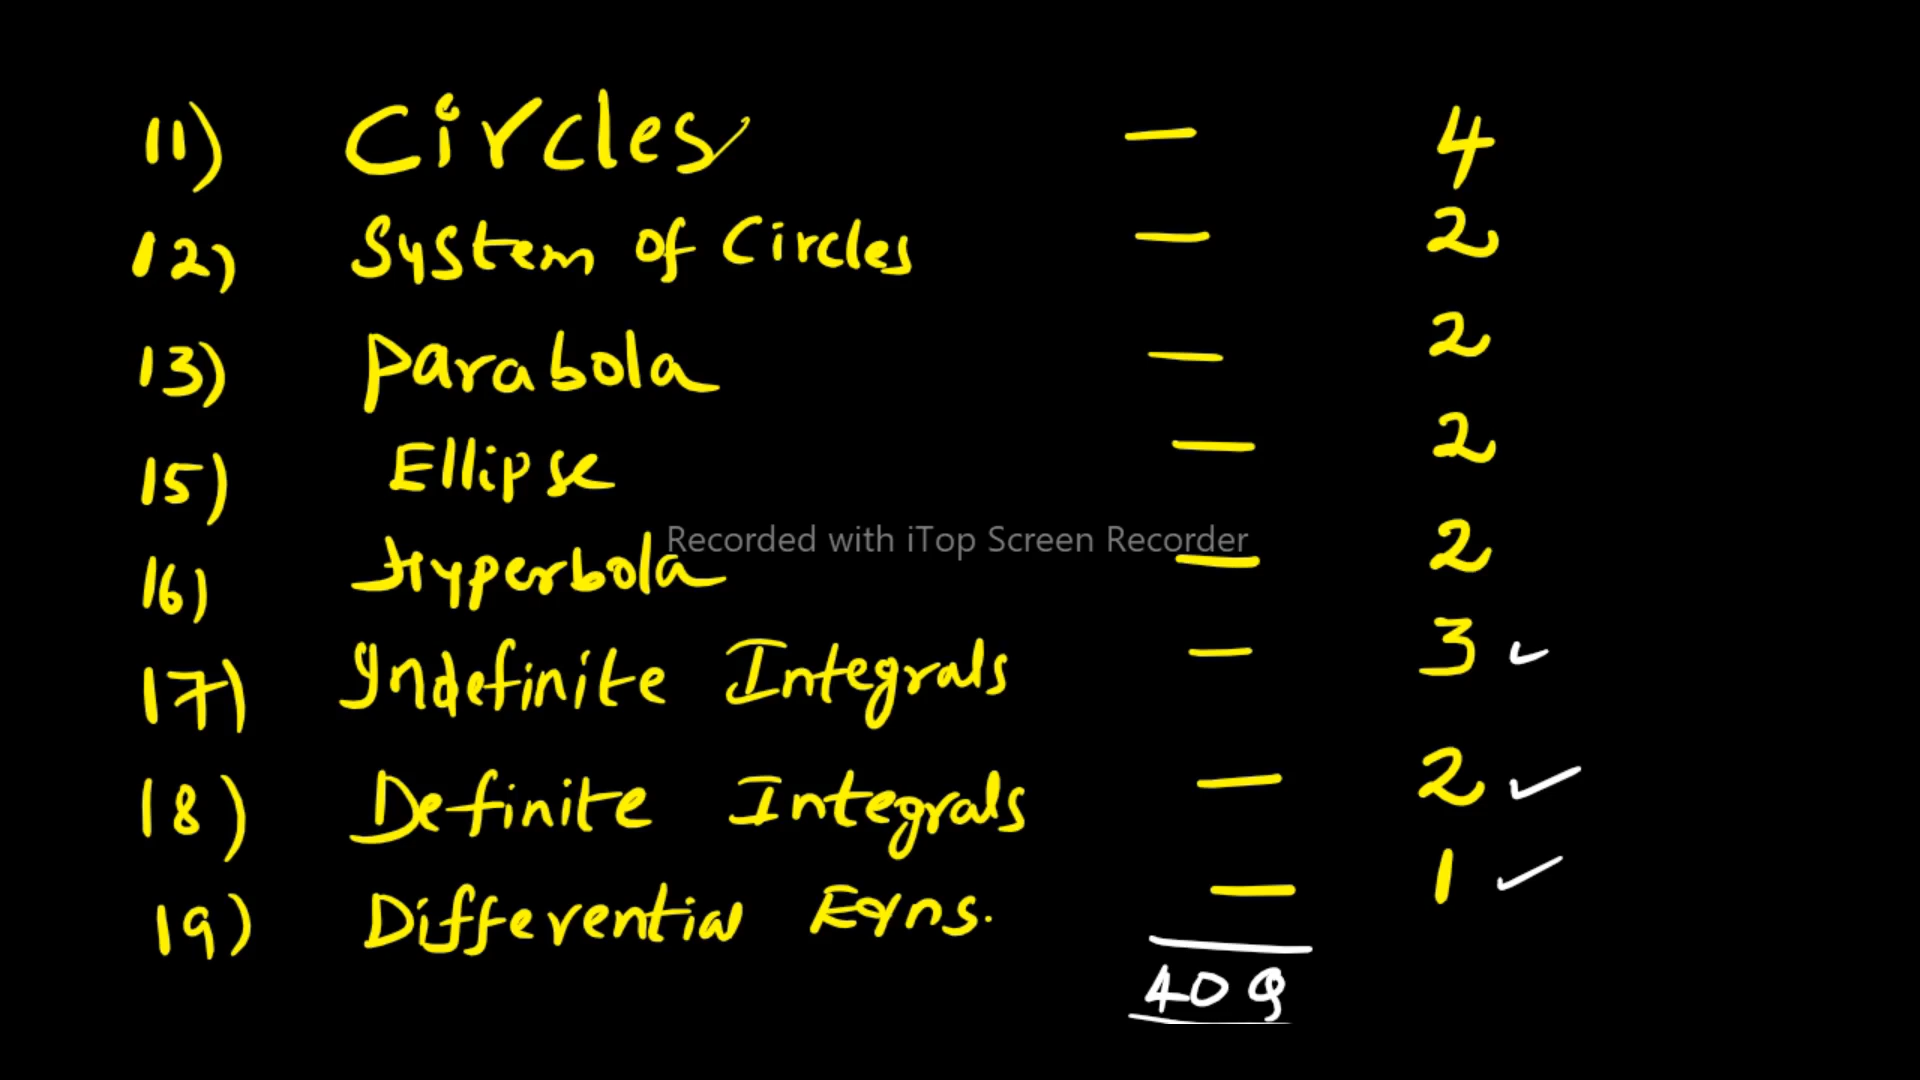 11) Circles - 4
12) System of Circles - 2
13) Parabola - 2
15) Ellipse - 2
Recorded with iTop Screen Recorder
16) Hyperbola - 2
17) Indefinite Integrals - 3 ✓
18) Definite Integrals - 2 ✓
19) Differential Eqns. - 1 ✓
40 Q